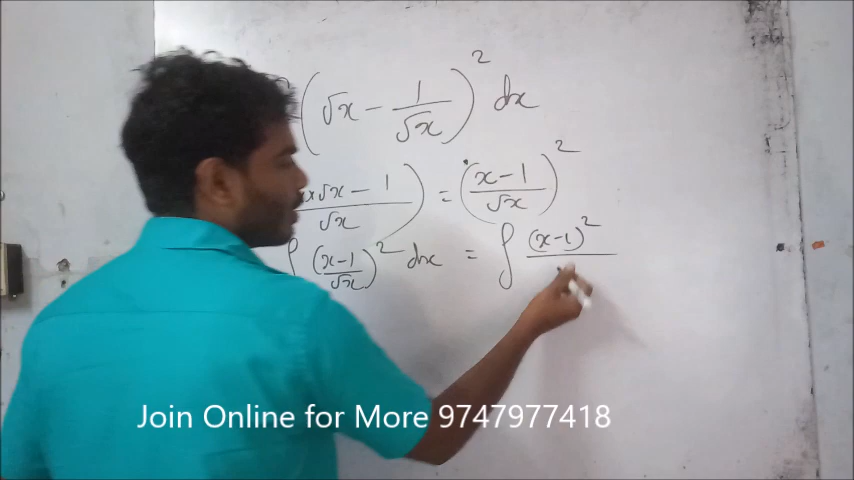 (√x - 1/√x)² dx
x√x - 1 / √x) = (x-1/√x)²
∫ (x-1/√x)² dx = ∫ (x-1)²
Join Online for More 9747977418